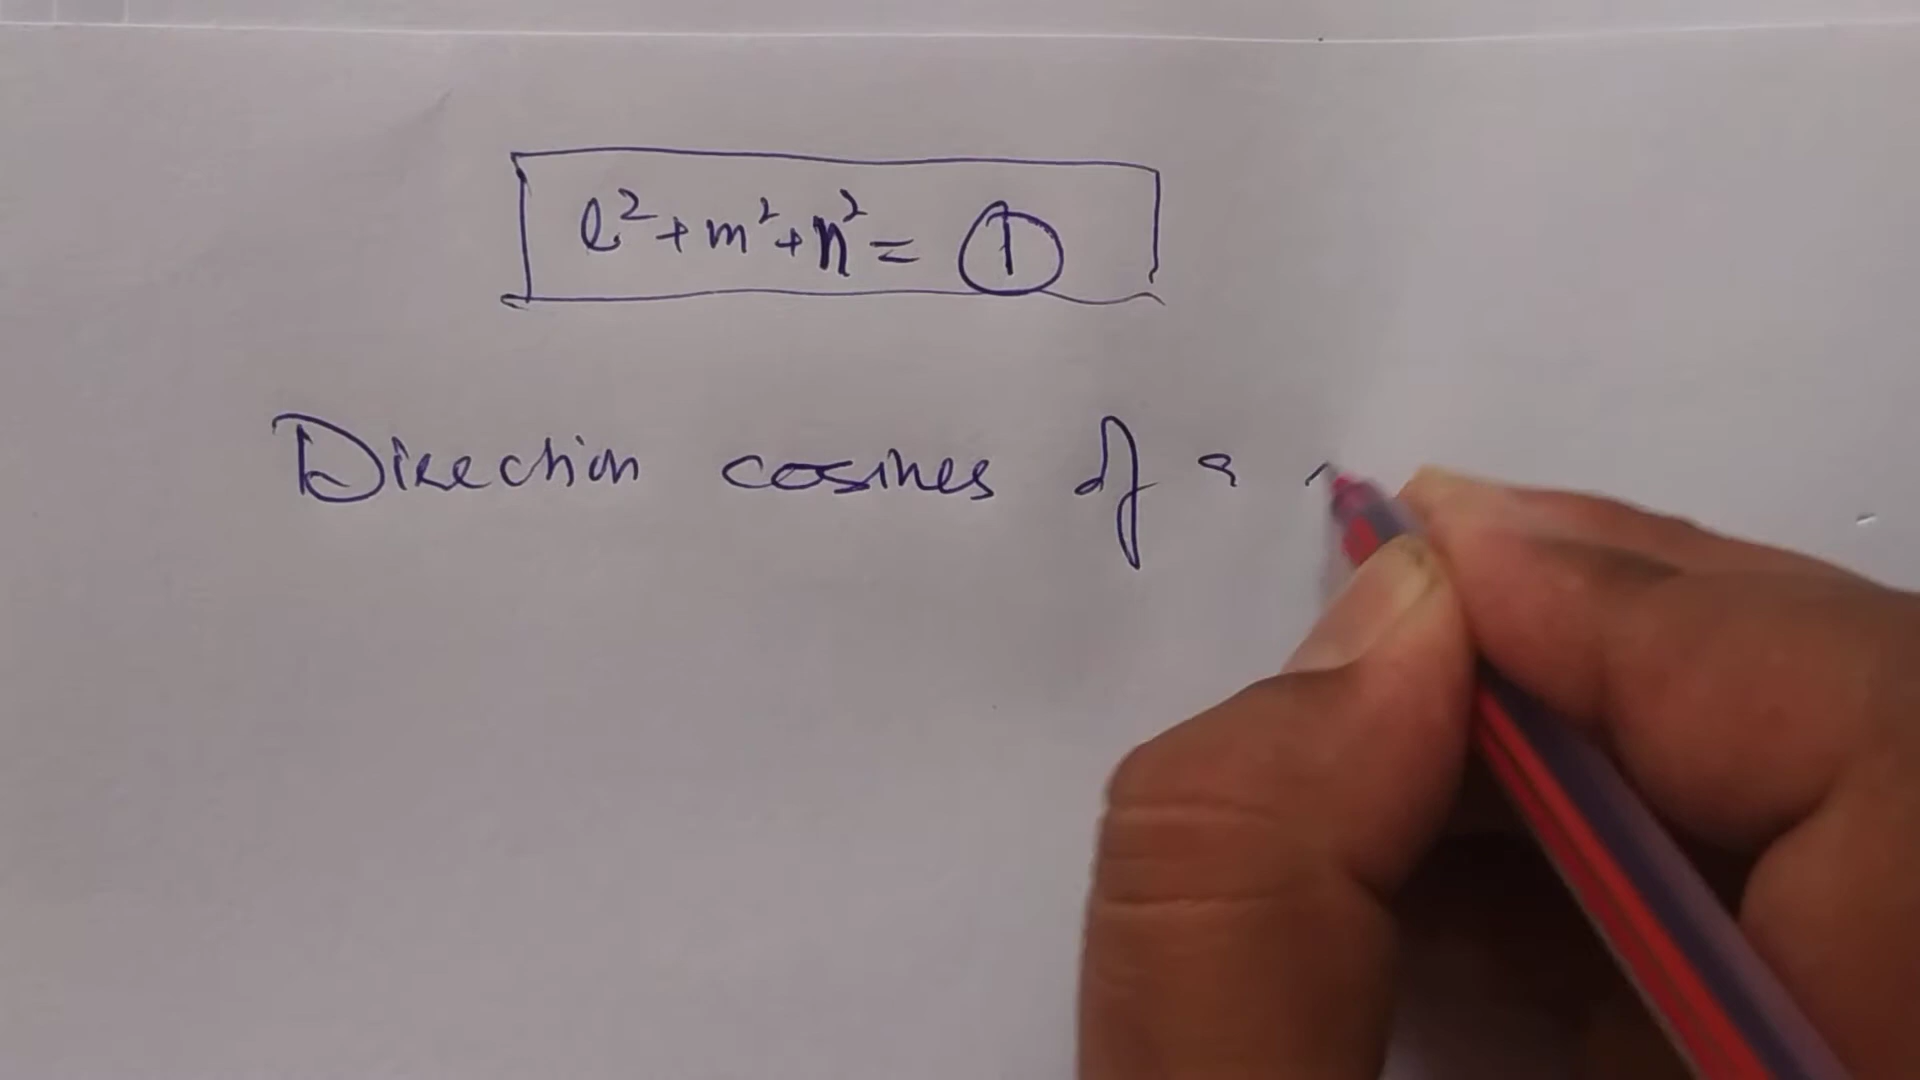 l²+m²+n² = 1
Direction cosines of a